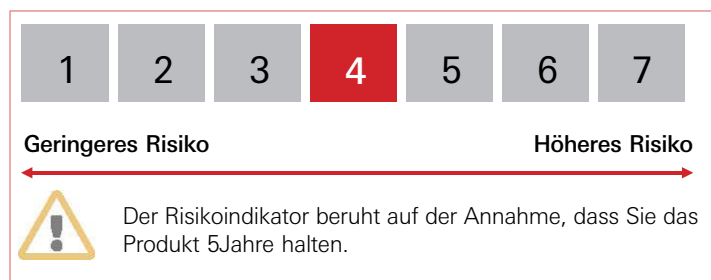 1 2 3 4 5 6 7
Geringeres Risiko Höheres Risiko
Der Risikoindikator beruht auf der Annahme, dass Sie das
Produkt 5Jahre halten.